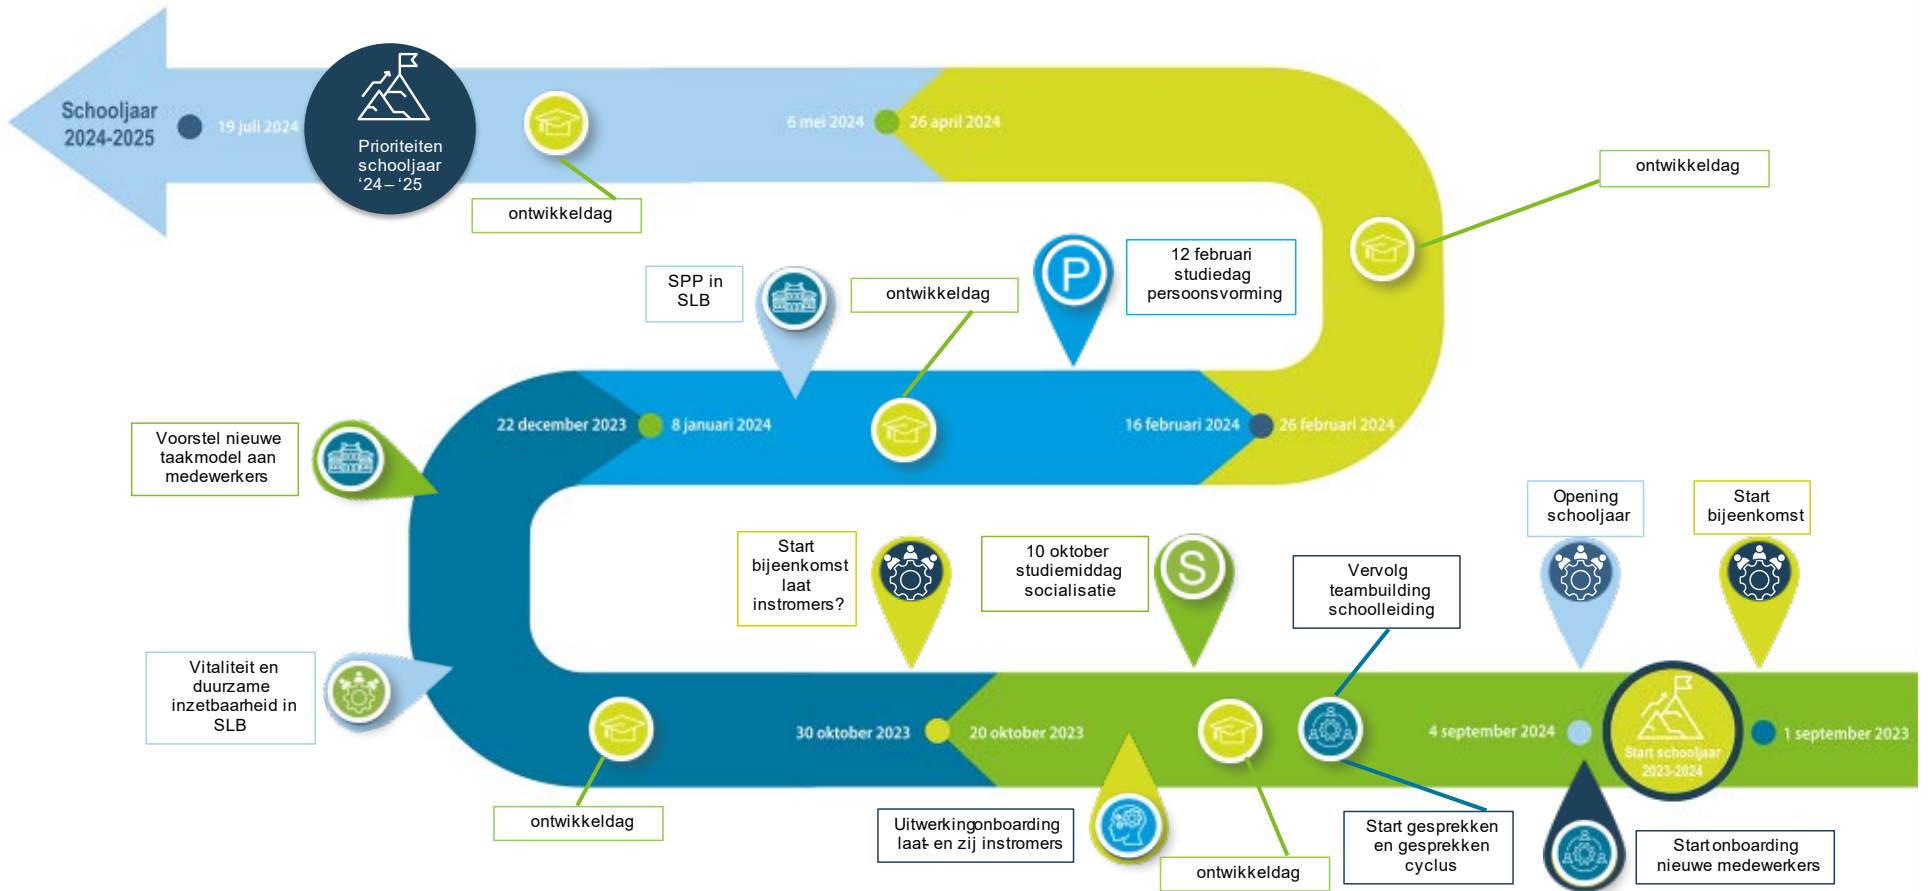 Schooljaar
2024-2025
19 juli 2024
Prioriteiten
schooljaar
‘24 – ‘25
ontwikkeldag
6 mei 2024
26 april 2024
ontwikkeldag
SPP in
SLB
ontwikkeldag
P
12 februari
studiedag
persoonsvorming
22 december 2023
8 januari 2024
16 februari 2024
26 februari 2024
Voorstel nieuwe
taakmodel aan
medewerkers
Vitaliteit en
duurzame
inzetbaarheid in
SLB
Start
bijeenkomst
laat
instromers?
10 oktober
studiemiddag
socialisatie
S
Vervolg
teambuilding
schoolleiding
Opening
schooljaar
Start
bijeenkomst
30 oktober 2023
20 oktober 2023
4 september 2024
Start schooljaar
2023-2024
1 september 2023
ontwikkeldag
Uitwerking onboarding
laat- en zij instromers
ontwikkeldag
Start gesprekken
en gesprekken
cyclus
Start onboarding
nieuwe medewerkers